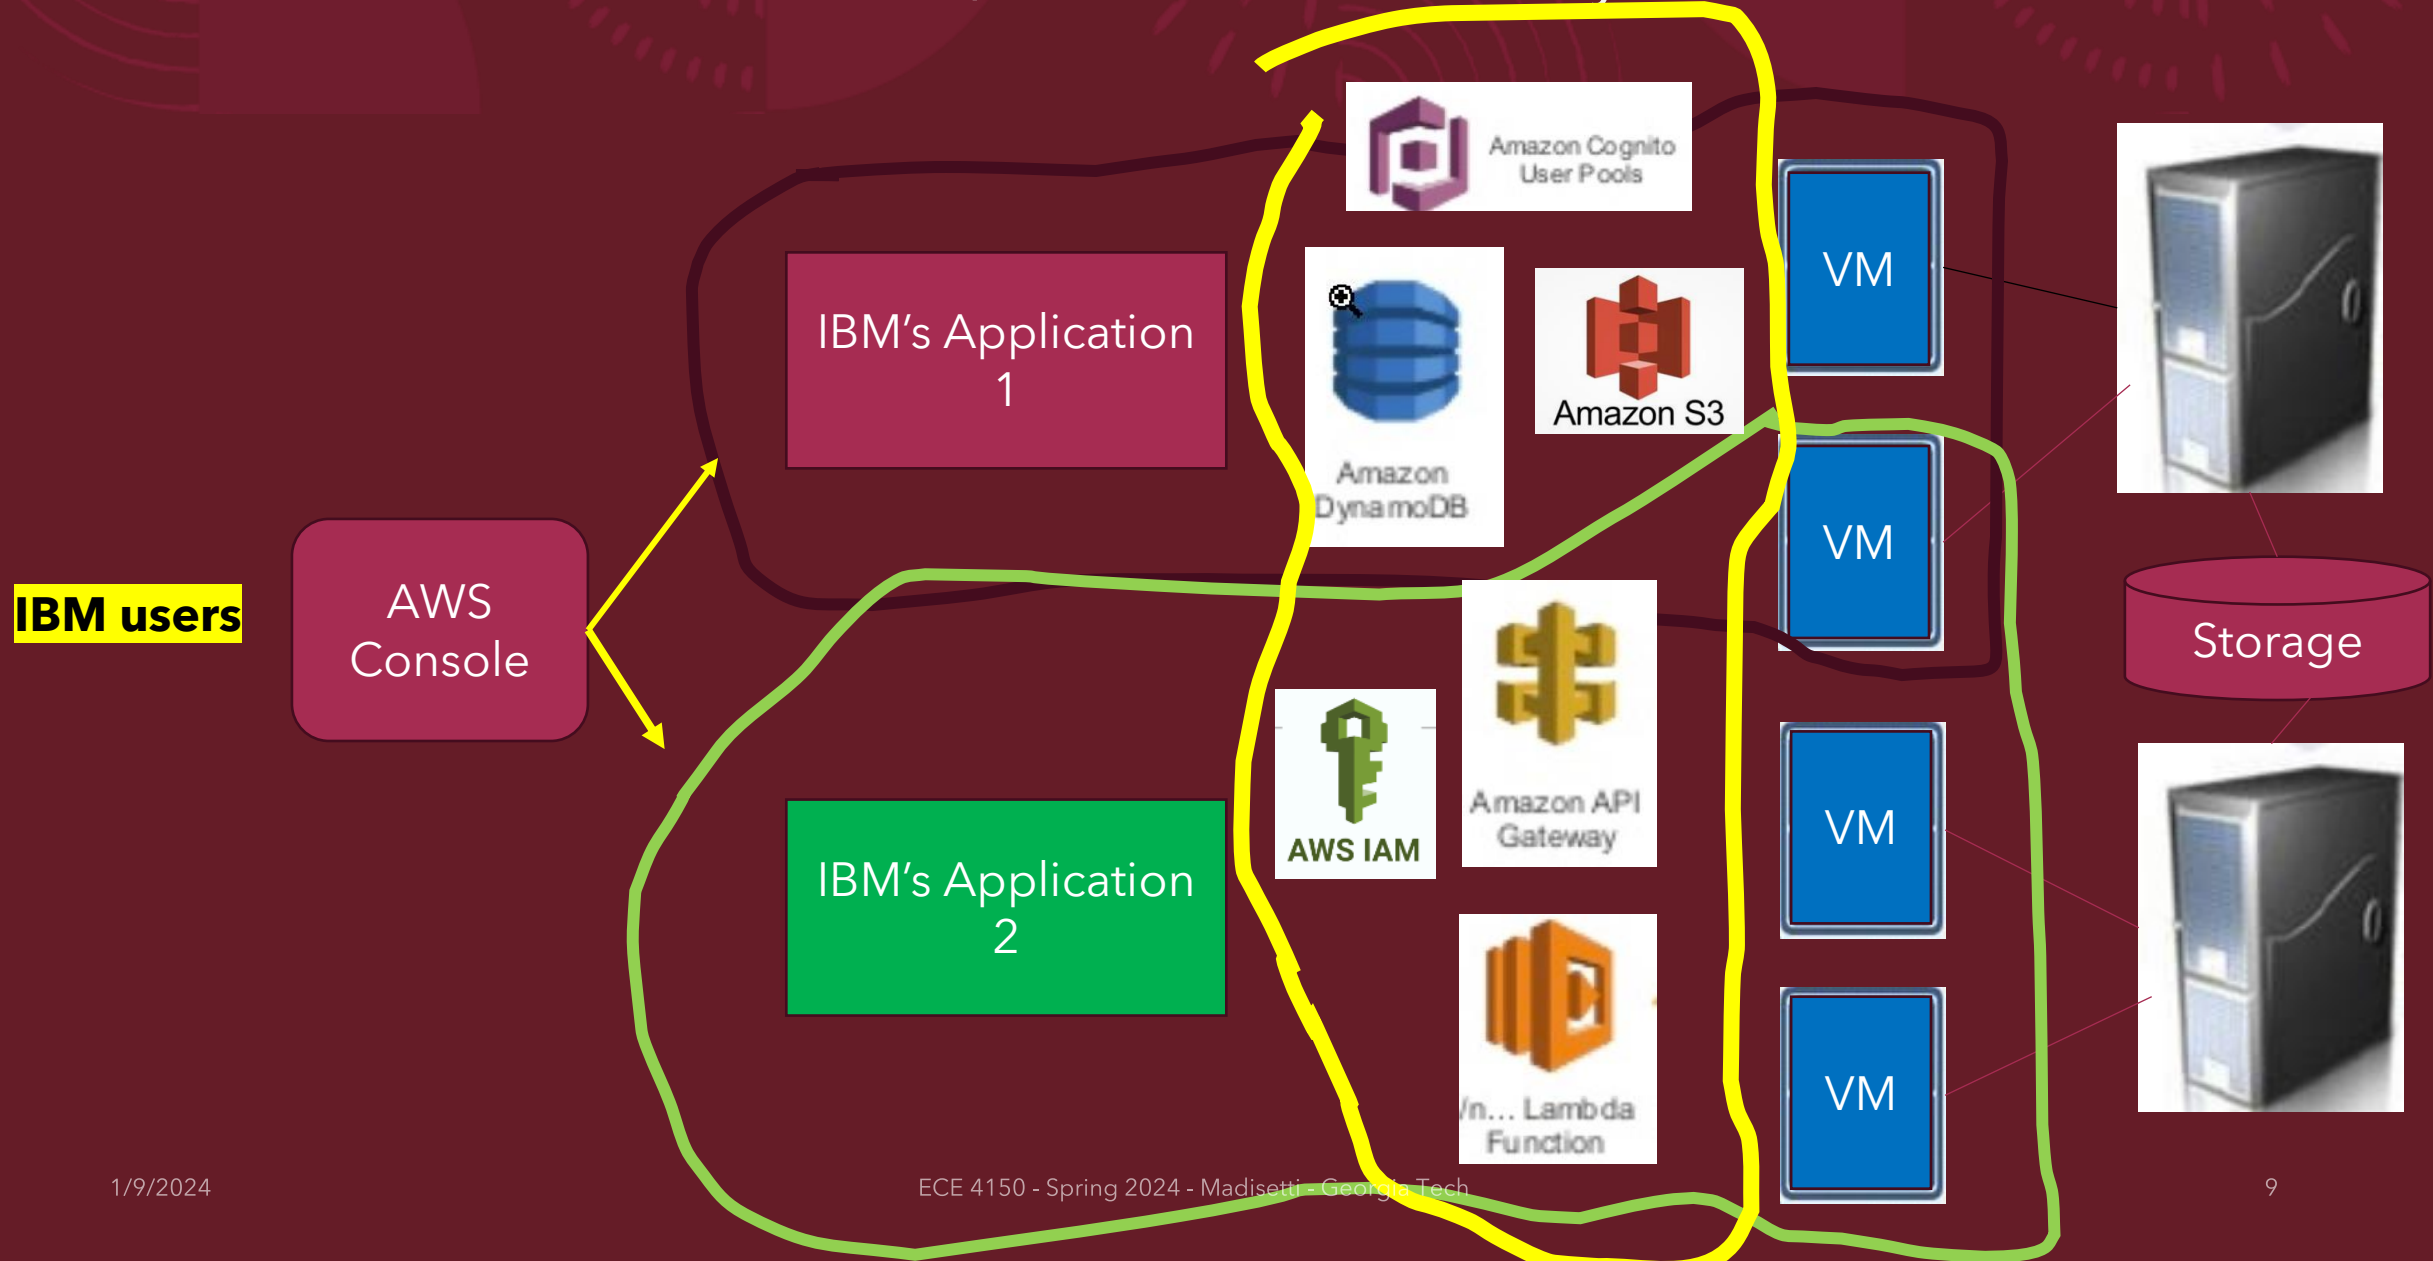 Amazon Cognito
User Pools
IBM’s Application
1
Amazon
DynamoDB
Amazon S3
VM
VM
IBM users
AWS
Console
Storage
AWS IAM
Amazon API
Gateway
VM
IBM’s Application
2
/n... Lambda
Function
VM
1/9/2024
ECE 4150 - Spring 2024 - Madisetti - Georgia Tech
9